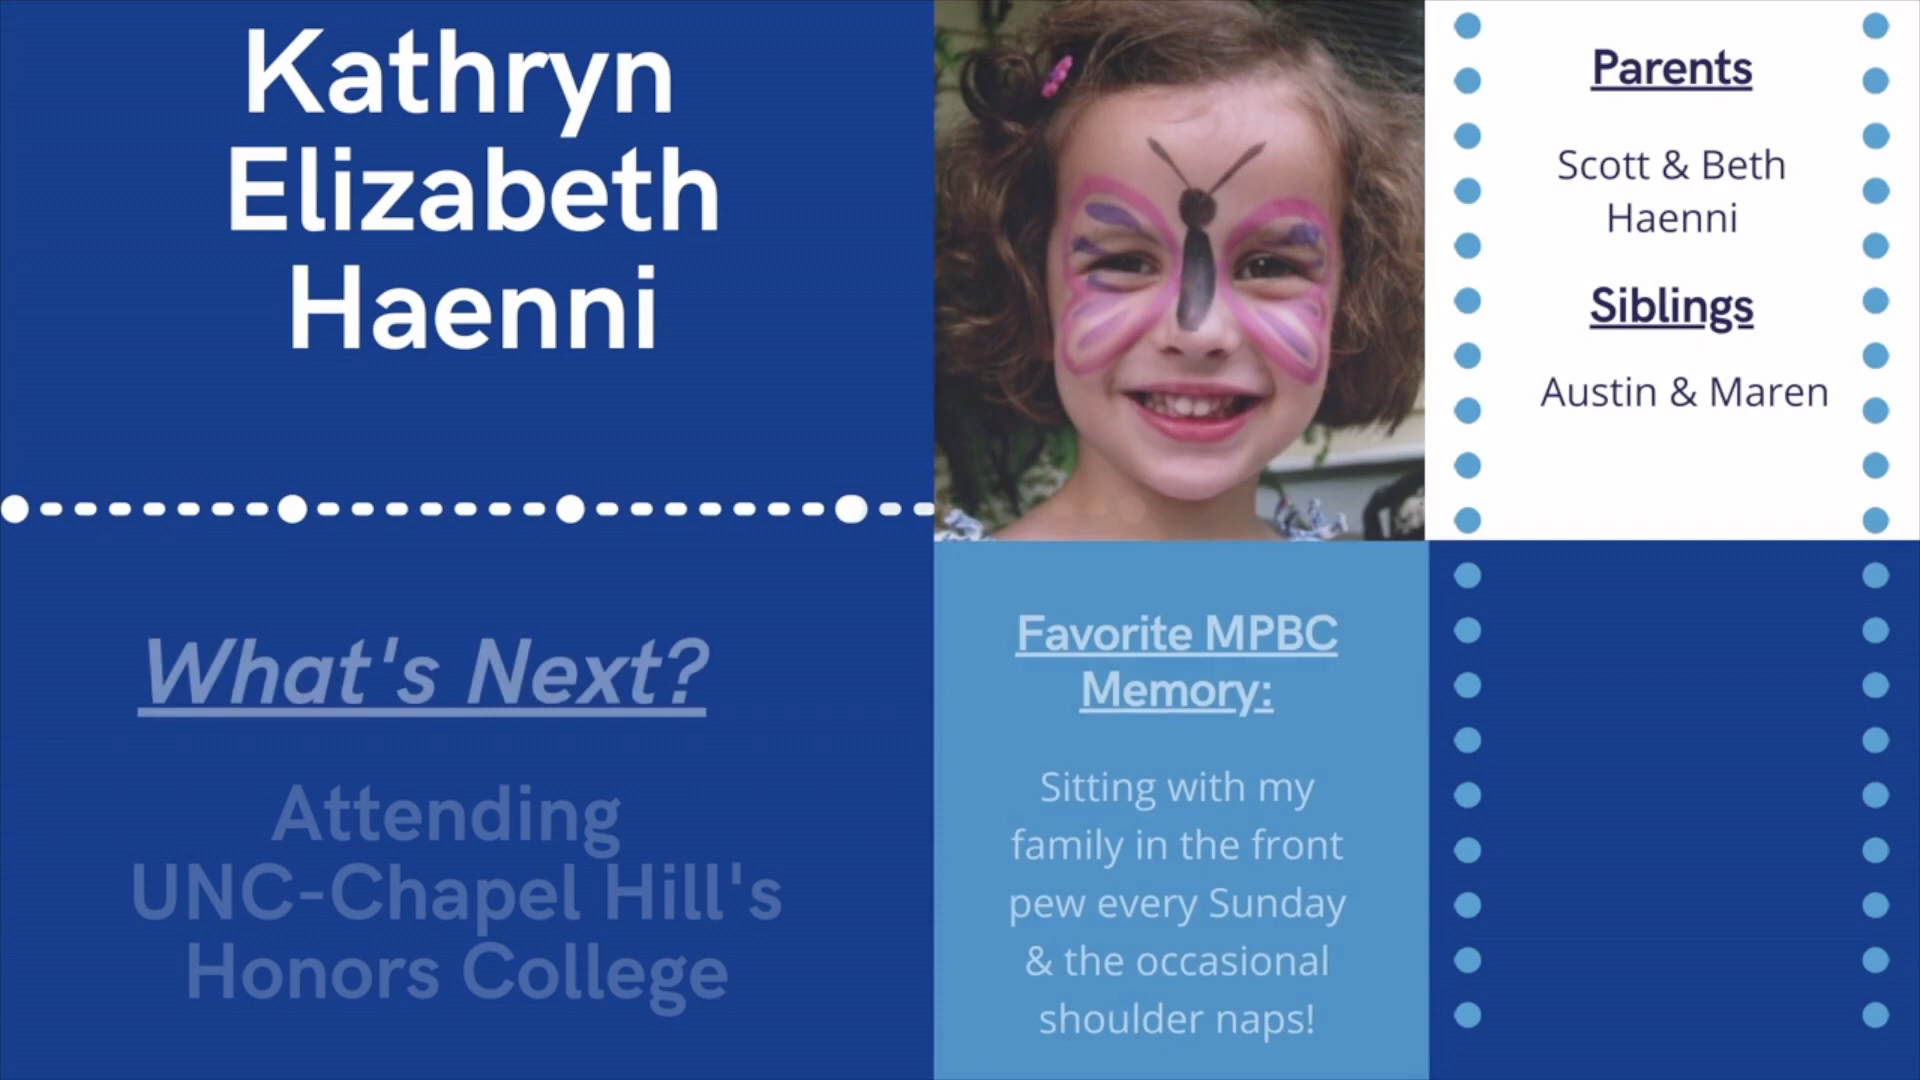 Kathryn
Elizabeth
Haenni
Parents
Scott & Beth
Haenni
Siblings
Austin & Maren
What's Next?
Attending
UNC-Chapel Hill's
Honors College
Favorite MPBC
Memory:
Sitting with my
family in the front
pew every Sunday
& the occasional
shoulder naps!